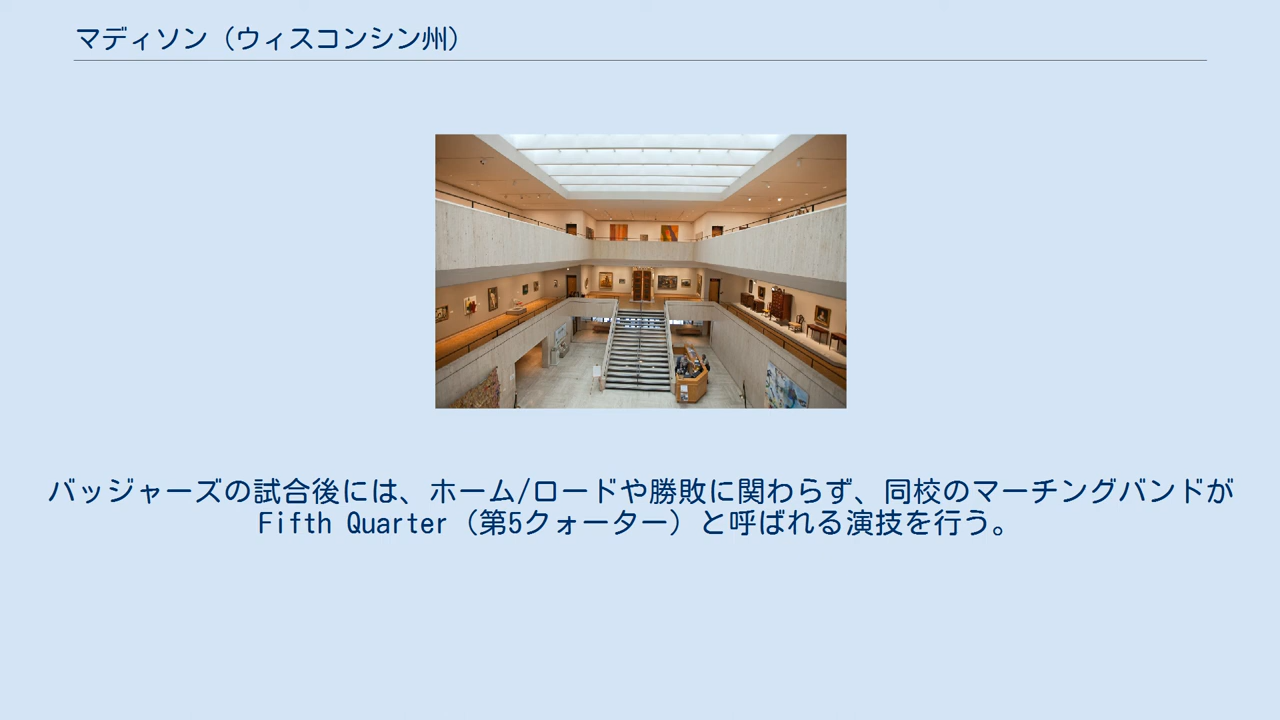 マディソン（ウィスコンシン州）
バッジャーズの試合後には、ホーム/ロードや勝敗に関わらず、同校のマーチングバンドが
Fifth Quarter（第5クォーター）と呼ばれる演技を行う。